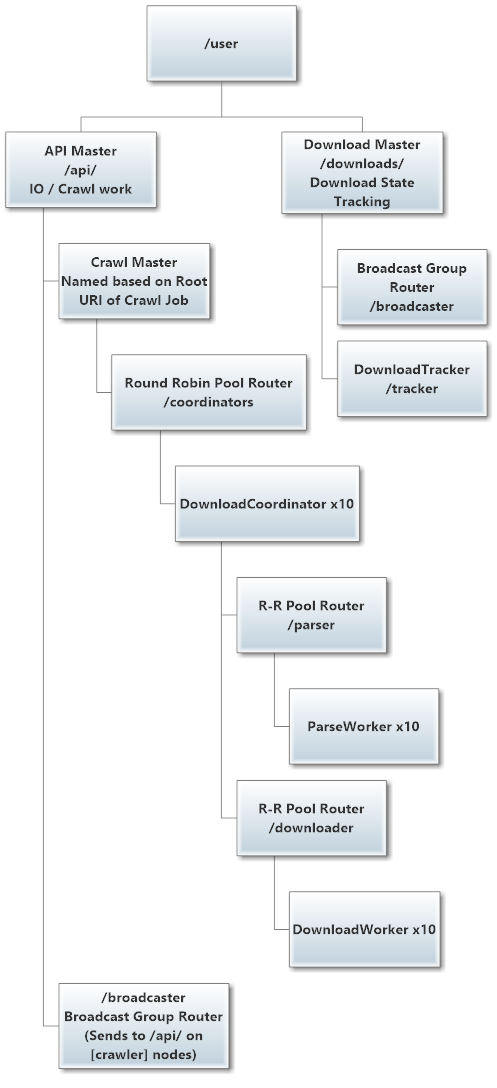 /user
API Master
/api/
IO / Crawl work
Download Master
/downloads/
Download State
Tracking
Crawl Master
Named based on Root
URI of Crawl Job
Broadcast Group
Router
/broadcaster
DownloadTracker
/tracker
Round Robin Pool Router
/coordinators
DownloadCoordinator x10
R-R Pool Router
/parser
ParseWorker x10
R-R Pool Router
/downloader
DownloadWorker x10
/broadcaster
Broadcast Group Router
(Sends to /api/ on
[crawler] nodes)